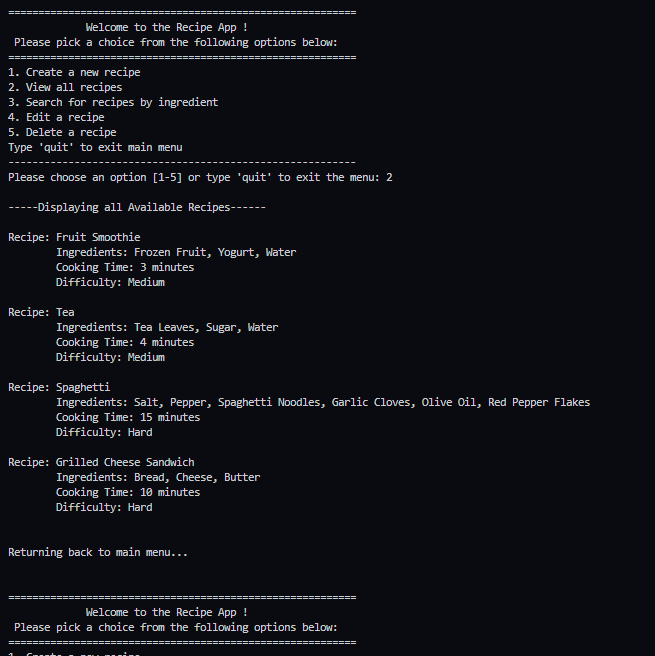 ==========================================================
Welcome to the Recipe App !
Please pick a choice from the following options below:
==========================================================
1. Create a new recipe
2. View all recipes
3. Search for recipes by ingredient
4. Edit a recipe
5. Delete a recipe
Type 'quit' to exit main menu
----------------------------------------------------------
Please choose an option [1-5] or type 'quit' to exit the menu: 2
-----Displaying all Available Recipes------
Recipe: Fruit Smoothie
Ingredients: Frozen Fruit, Yogurt, Water
Cooking Time: 3 minutes
Difficulty: Medium
Recipe: Tea
Ingredients: Tea Leaves, Sugar, Water
Cooking Time: 4 minutes
Difficulty: Medium
Recipe: Spaghetti
Ingredients: Salt, Pepper, Spaghetti Noodles, Garlic Cloves, Olive Oil, Red Pepper Flakes
Cooking Time: 15 minutes
Difficulty: Hard
Recipe: Grilled Cheese Sandwich
Ingredients: Bread, Cheese, Butter
Cooking Time: 10 minutes
Difficulty: Hard
Returning back to main menu...
==========================================================
Welcome to the Recipe App !
Please pick a choice from the following options below:
==========================================================
1. Create a new recipe